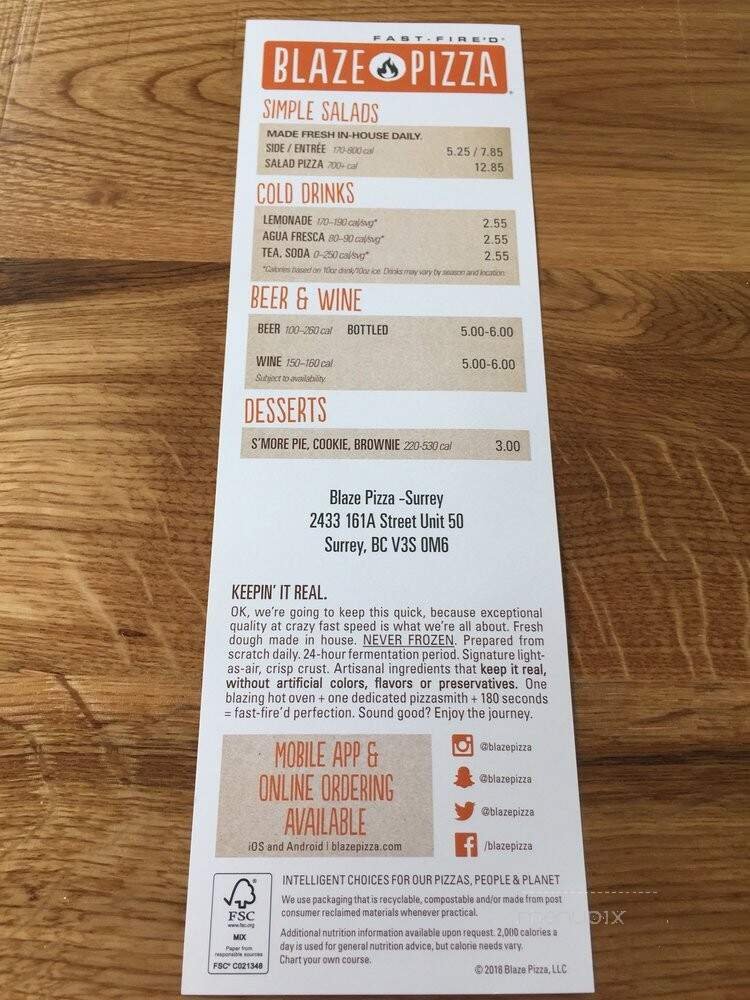 FAST-FIRE'D®
BLAZE PIZZA
SIMPLE SALADS
MADE FRESH IN-HOUSE DAILY.
SIDE / ENTRÉE 170-800 cal 5.25 / 7.85
SALAD PIZZA 700+ cal 12.85
COLD DRINKS
LEMONADE 170–190 cal/svg* 2.55
AGUA FRESCA 80–90 cal/svg* 2.55
TEA, SODA 0–250 cal/svg* 2.55
*Calories based on 10oz drink/10oz ice. Drinks may vary by season and location.
BEER & WINE
BEER 100–260 cal BOTTLED 5.00-6.00
WINE 150–160 cal 5.00-6.00
Subject to availability.
DESSERTS
S'MORE PIE, COOKIE, BROWNIE 220-530 cal 3.00
Blaze Pizza -Surrey
2433 161A Street Unit 50
Surrey, BC V3S 0M6
KEEPIN' IT REAL.
OK, we're going to keep this quick, because exceptional
quality at crazy fast speed is what we're all about. Fresh
dough made in house. NEVER FROZEN. Prepared from
scratch daily. 24-hour fermentation period. Signature light-
as-air, crisp crust. Artisanal ingredients that keep it real,
without artificial colors, flavors or preservatives. One
blazing hot oven + one dedicated pizzasmith + 180 seconds
= fast-fire'd perfection. Sound good? Enjoy the journey.
MOBILE APP &
ONLINE ORDERING
AVAILABLE
iOS and Android | blazepizza.com
@blazepizza
@blazepizza
@blazepizza
/blazepizza
FSC
www.fsc.org
MIX
Paper from
responsible sources
FSC® C021348
INTELLIGENT CHOICES FOR OUR PIZZAS, PEOPLE & PLANET
We use packaging that is recyclable, compostable and/or made from post
consumer reclaimed materials whenever practical.
Additional nutrition information available upon request. 2,000 calories a
day is used for general nutrition advice, but calorie needs vary.
Chart your own course.
© 2016 Blaze Pizza, LLC
menupix